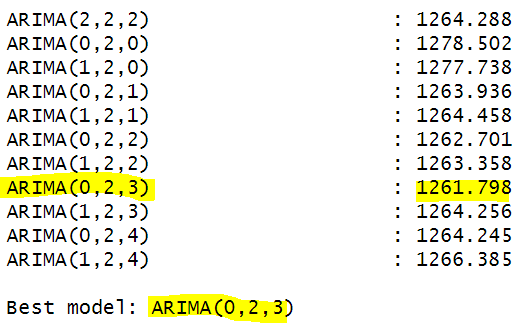 ARIMA(2,2,2) : 1264.288
ARIMA(0,2,0) : 1278.502
ARIMA(1,2,0) : 1277.738
ARIMA(0,2,1) : 1263.936
ARIMA(1,2,1) : 1264.458
ARIMA(0,2,2) : 1262.701
ARIMA(1,2,2) : 1263.358
ARIMA(0,2,3) : 1261.798
ARIMA(1,2,3) : 1264.256
ARIMA(0,2,4) : 1264.245
ARIMA(1,2,4) : 1266.385
Best model: ARIMA(0,2,3)